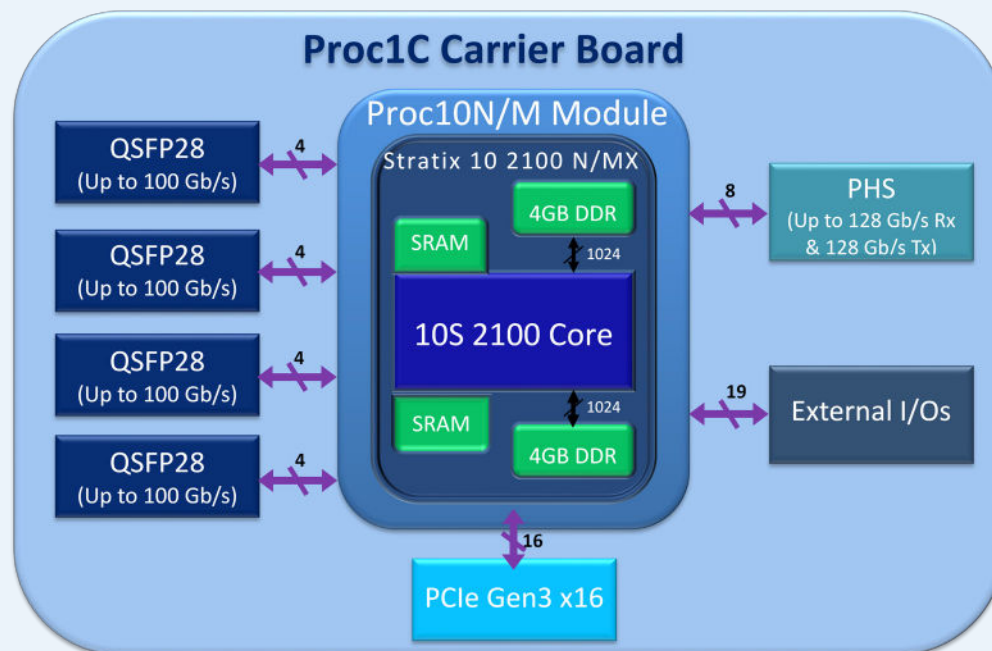 Proc1C Carrier Board
Proc10N/M Module
Stratix 10 2100 N/MX
QSFP28
(Up to 100 Gb/s)
4
QSFP28
(Up to 100 Gb/s)
4
QSFP28
(Up to 100 Gb/s)
4
QSFP28
(Up to 100 Gb/s)
4
4GB DDR
SRAM
1024
10S 2100 Core
1024
SRAM
4GB DDR
8
PHS
(Up to 128 Gb/s Rx
& 128 Gb/s Tx)
19
External I/Os
16
PCIe Gen3 x16